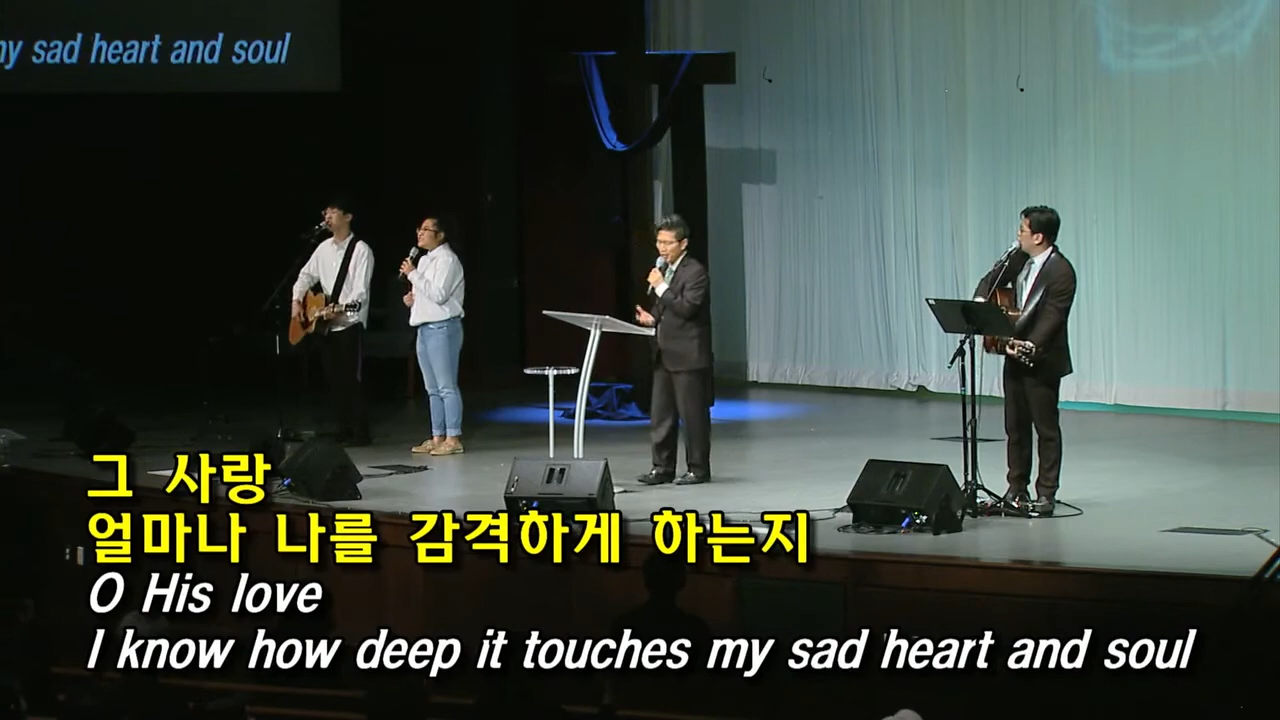 my sad heart and soul
그 사랑
얼마나 나를 감격하게 하는지
O His love
I know how deep it touches my sad heart and soul